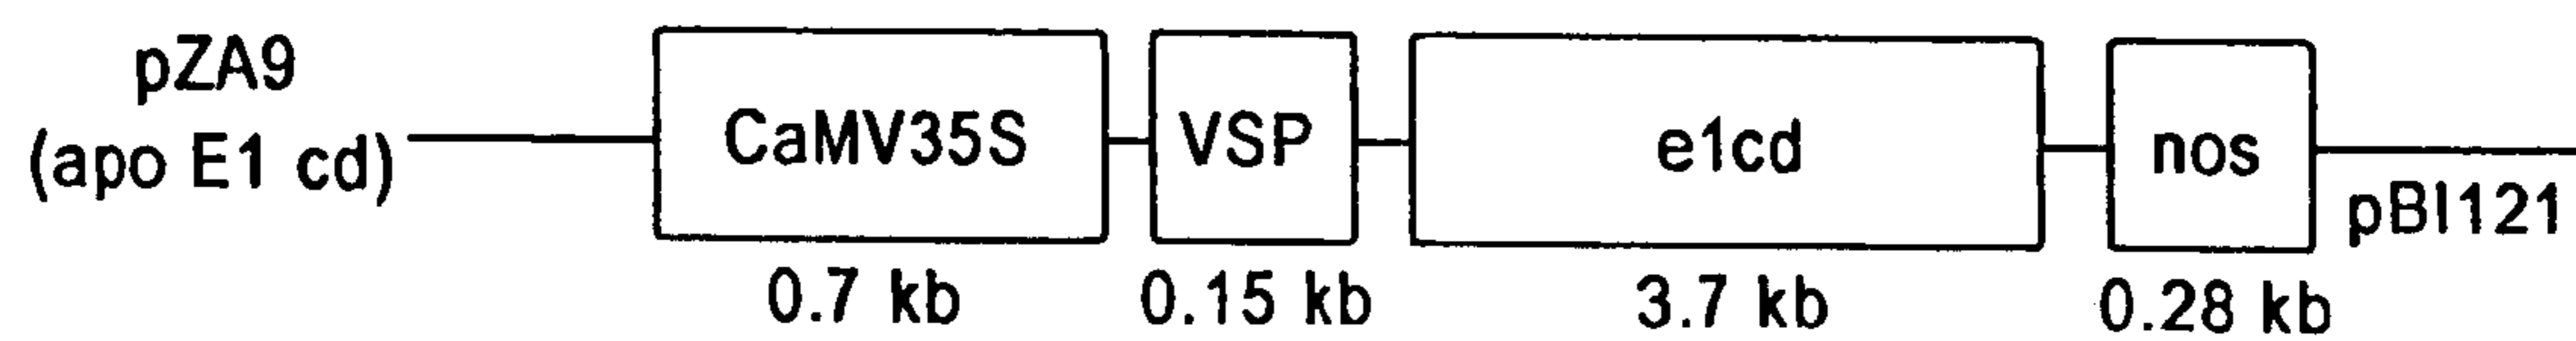 pZA9
(apo E1 cd)
CaMV35S
VSP
e1cd
nos
pBI121
0.7 kb
0.15 kb
3.7 kb
0.28 kb